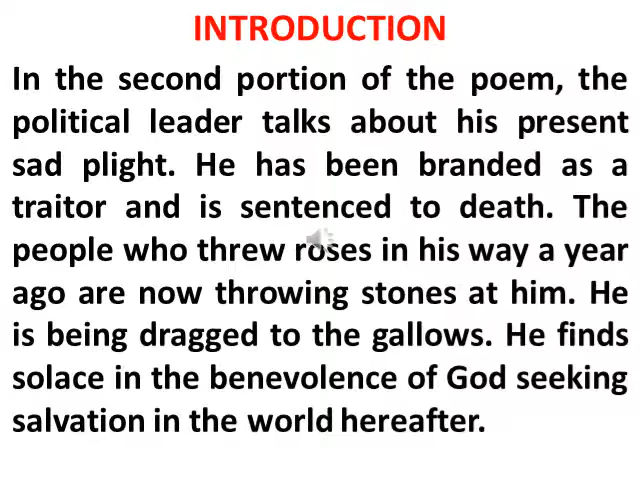 INTRODUCTION
In the second portion of the poem, the
political leader talks about his present
sad plight. He has been branded as a
traitor and is sentenced to death. The
people who threw roses in his way a year
ago are now throwing stones at him. He
is being dragged to the gallows. He finds
solace in the benevolence of God seeking
salvation in the world hereafter.